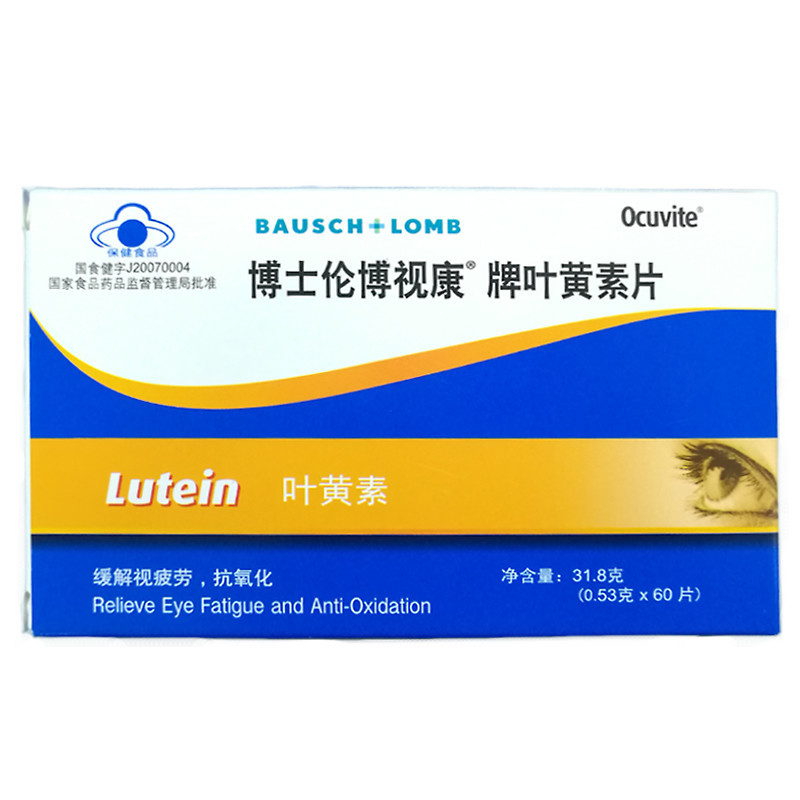 BAUSCH+LOMB
Ocuvite®
保健食品
国食健字J20070004
国家食品药品监督管理局批准
博士伦博视康® 牌叶黄素片
Lutein 叶黄素
缓解视疲劳，抗氧化
Relieve Eye Fatigue and Anti-Oxidation
净含量：31.8克
（0.53克 x 60 片）